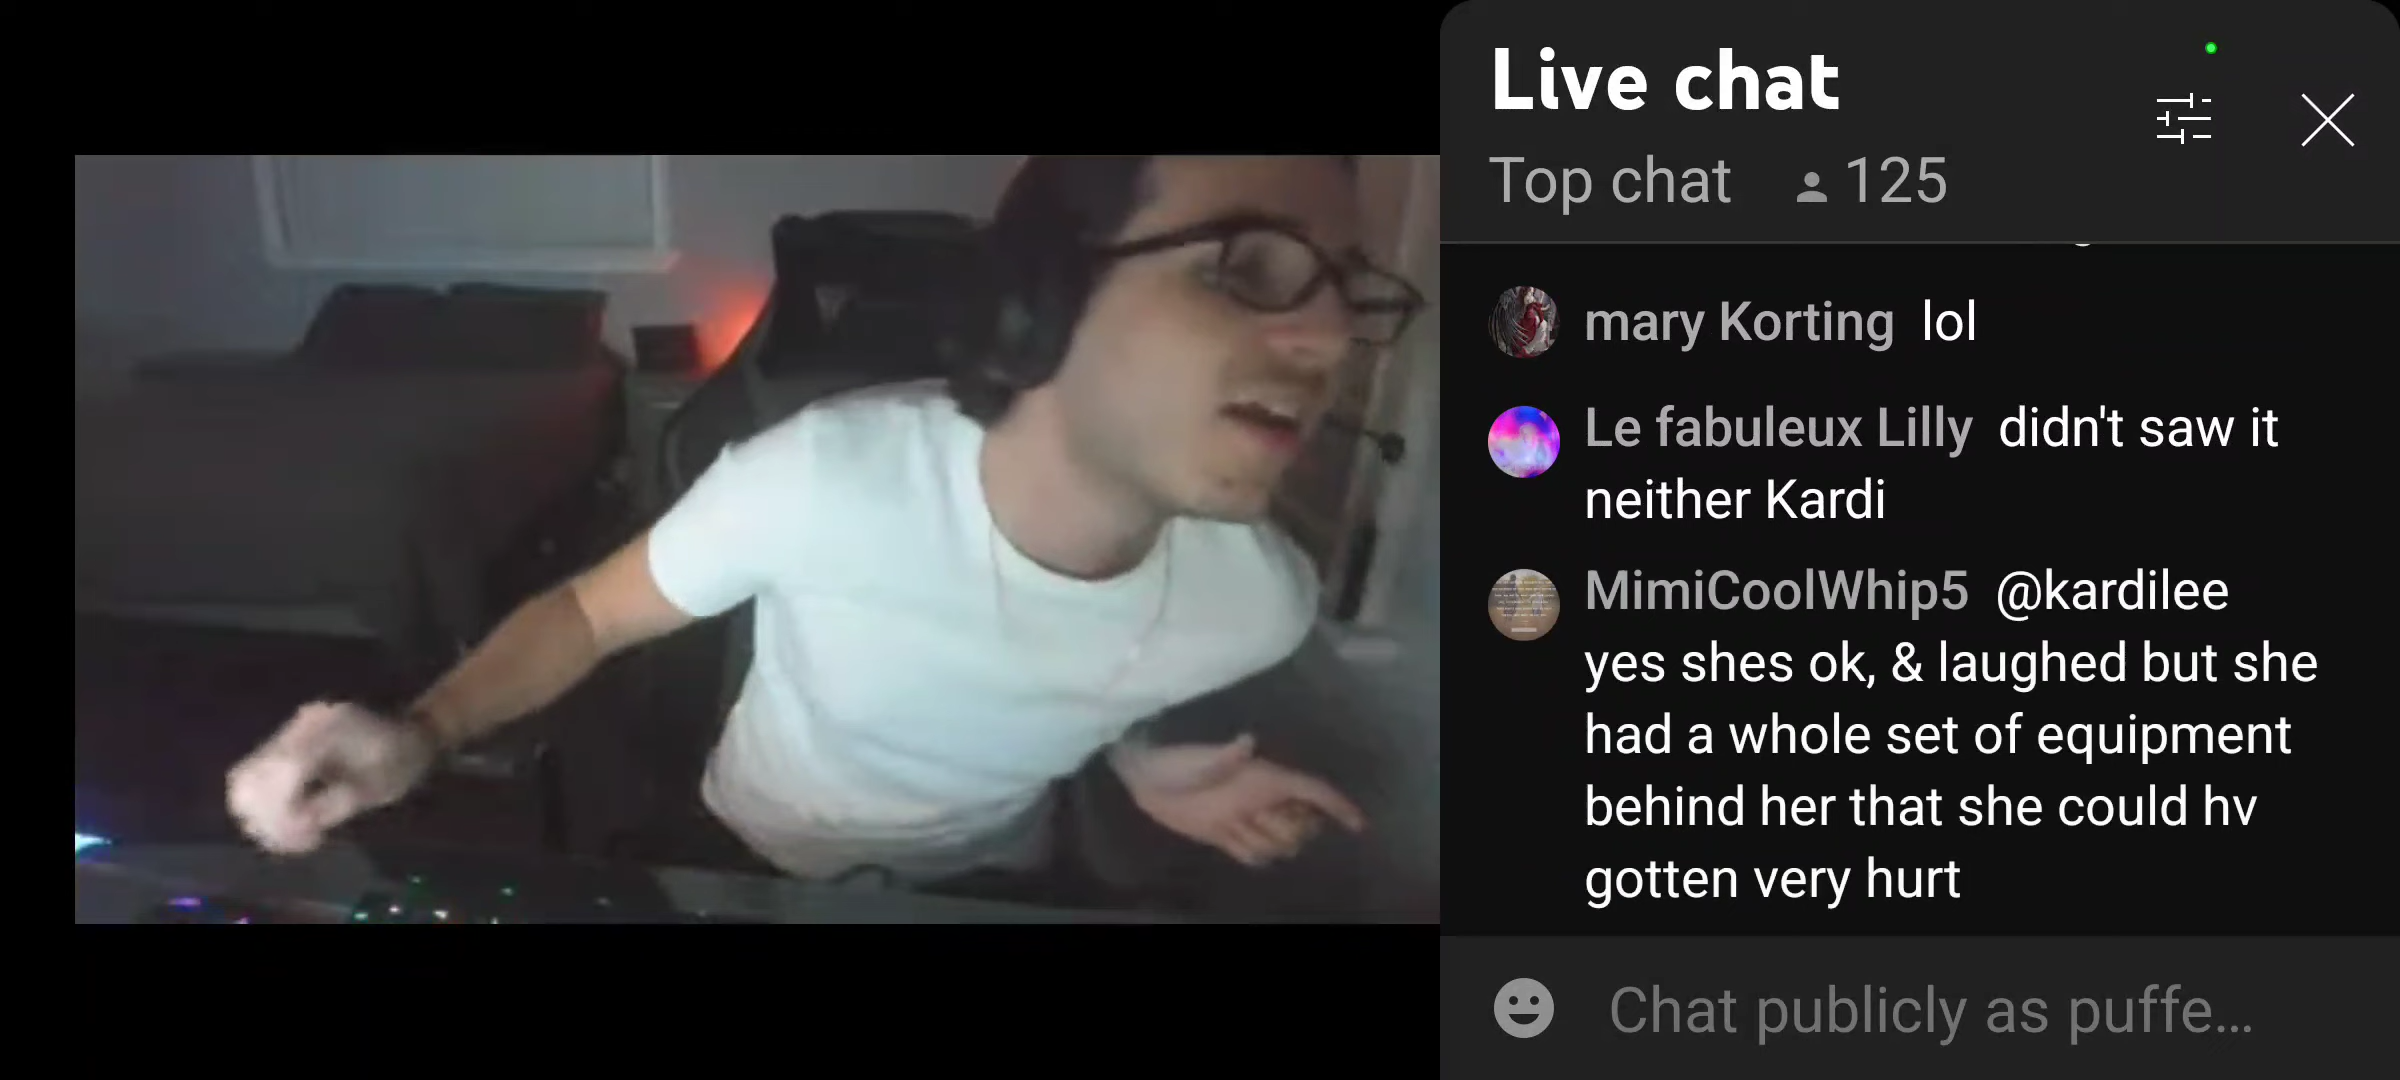 Live chat
Top chat 125
mary Korting lol
Le fabuleux Lilly didn't saw it
neither Kardi
MimiCoolWhip5 @kardilee
yes shes ok, & laughed but she
had a whole set of equipment
behind her that she could hv
gotten very hurt
Chat publicly as puffe...